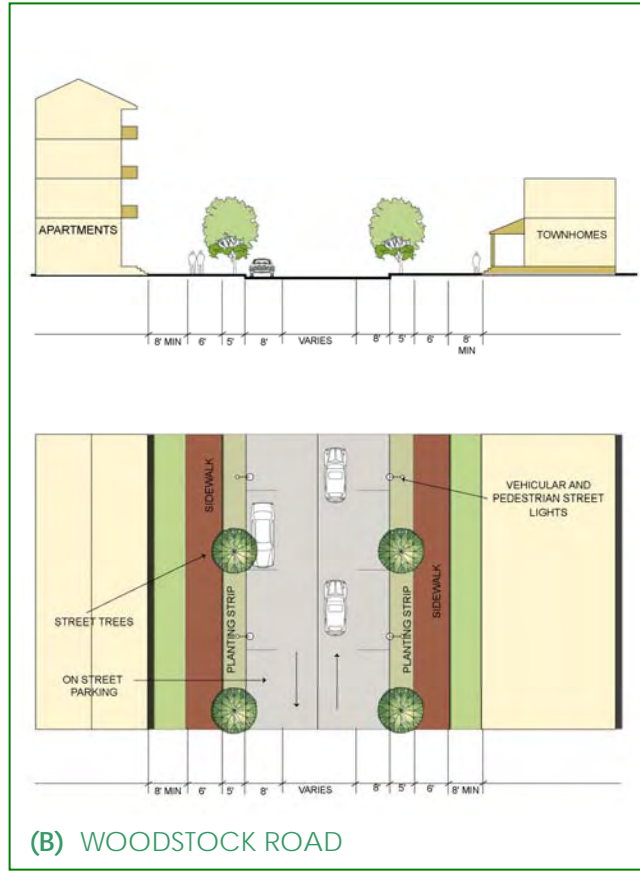 APARTMENTS
TOWNHOMES
8' MIN 6' 5' 8' VARIES 8' 5' 6' 8' MIN
SIDEWALK
VEHICULAR AND
PEDESTRIAN STREET
LIGHTS
STREET TREES
PLANTING STRIP
PLANTING STRIP
SIDEWALK
ON STREET
PARKING
8' MIN 6' 5' 8' VARIES 8' 5' 6' 8' MIN
(B) WOODSTOCK ROAD